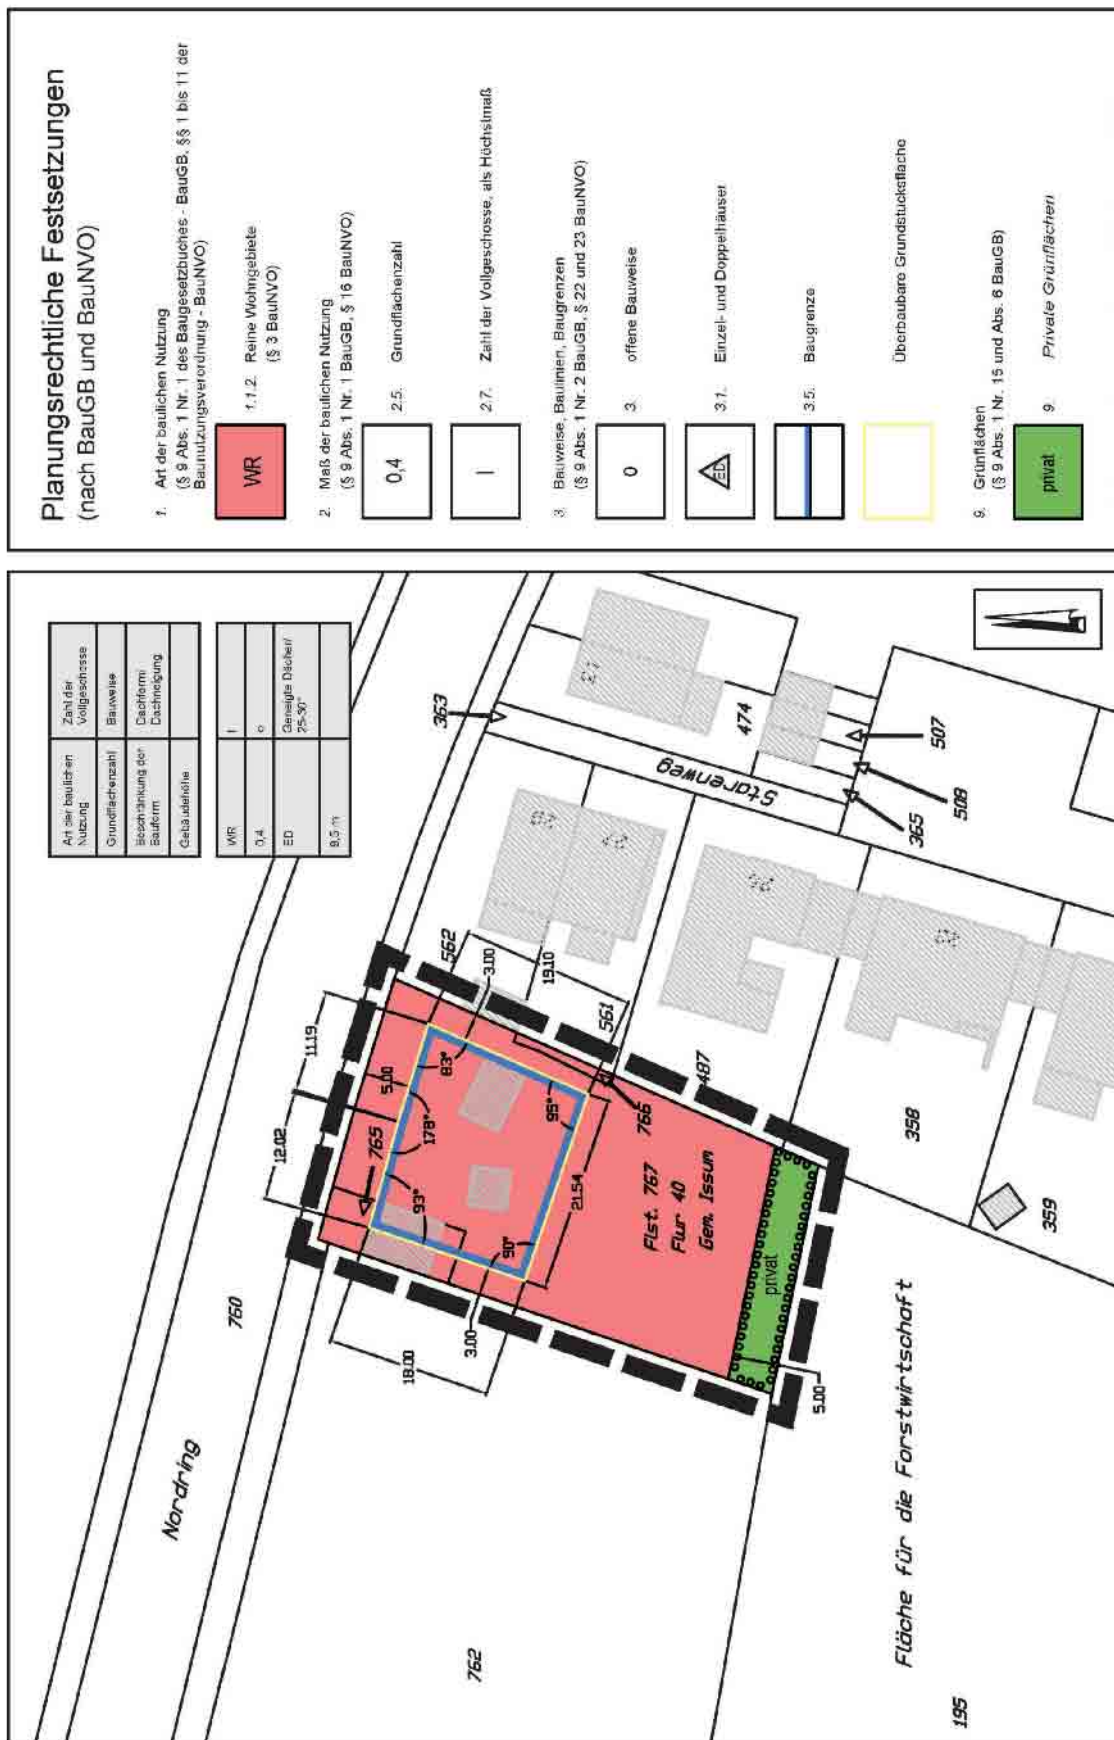 Planungsrechtliche Festsetzungen
(nach BauGB und BauNVO)
1. Art der baulichen Nutzung
(§ 9 Abs. 1 Nr. 1 des Baugesetzbuches - BauGB, §§ 1 bis 11 der
Baunutzungsverordnung - BauNVO)
WR
1.1.2. Reine Wohngebiete
(§ 3 BauNVO)
2. Maß der baulichen Nutzung
(§ 9 Abs. 1 Nr. 1 BauGB, § 16 BauNVO)
0,4
2.5. Grundflächenzahl
I
2.7. Zahl der Vollgeschosse, als Höchstmaß
3. Bauweise, Baulinien, Baugrenzen
(§ 9 Abs. 1 Nr. 2 BauGB, § 22 und 23 BauNVO)
o
3. offene Bauweise
ED
3.1. Einzel- und Doppelhäuser
3.5. Baugrenze
Überbaubare Grundstücksfläche
9. Grünflächen
(§ 9 Abs. 1 Nr. 15 und Abs. 6 BauGB)
privat
9. Private Grünflächen
Art der baulichen Nutzung
Zahl der Vollgeschosse
Grundflächenzahl
Bauweise
Beschränkung der Bauform
Dachform/ Dachneigung
Gebäudehöhe
WR
I
0,4
o
ED
Geneigte Dächer/ 25-30°
9,5 m
Nordring
760
762
195
Fläche für die Forstwirtschaft
363
Starenweg
474
507
508
365
562
561
487
358
359
765
766
12.02
11.19
5.00
3.00
19.10
83°
178°
93°
95°
90°
21.54
18.00
3.00
5.00
Flst. 767
Flur 40
Gem. Issum
privat